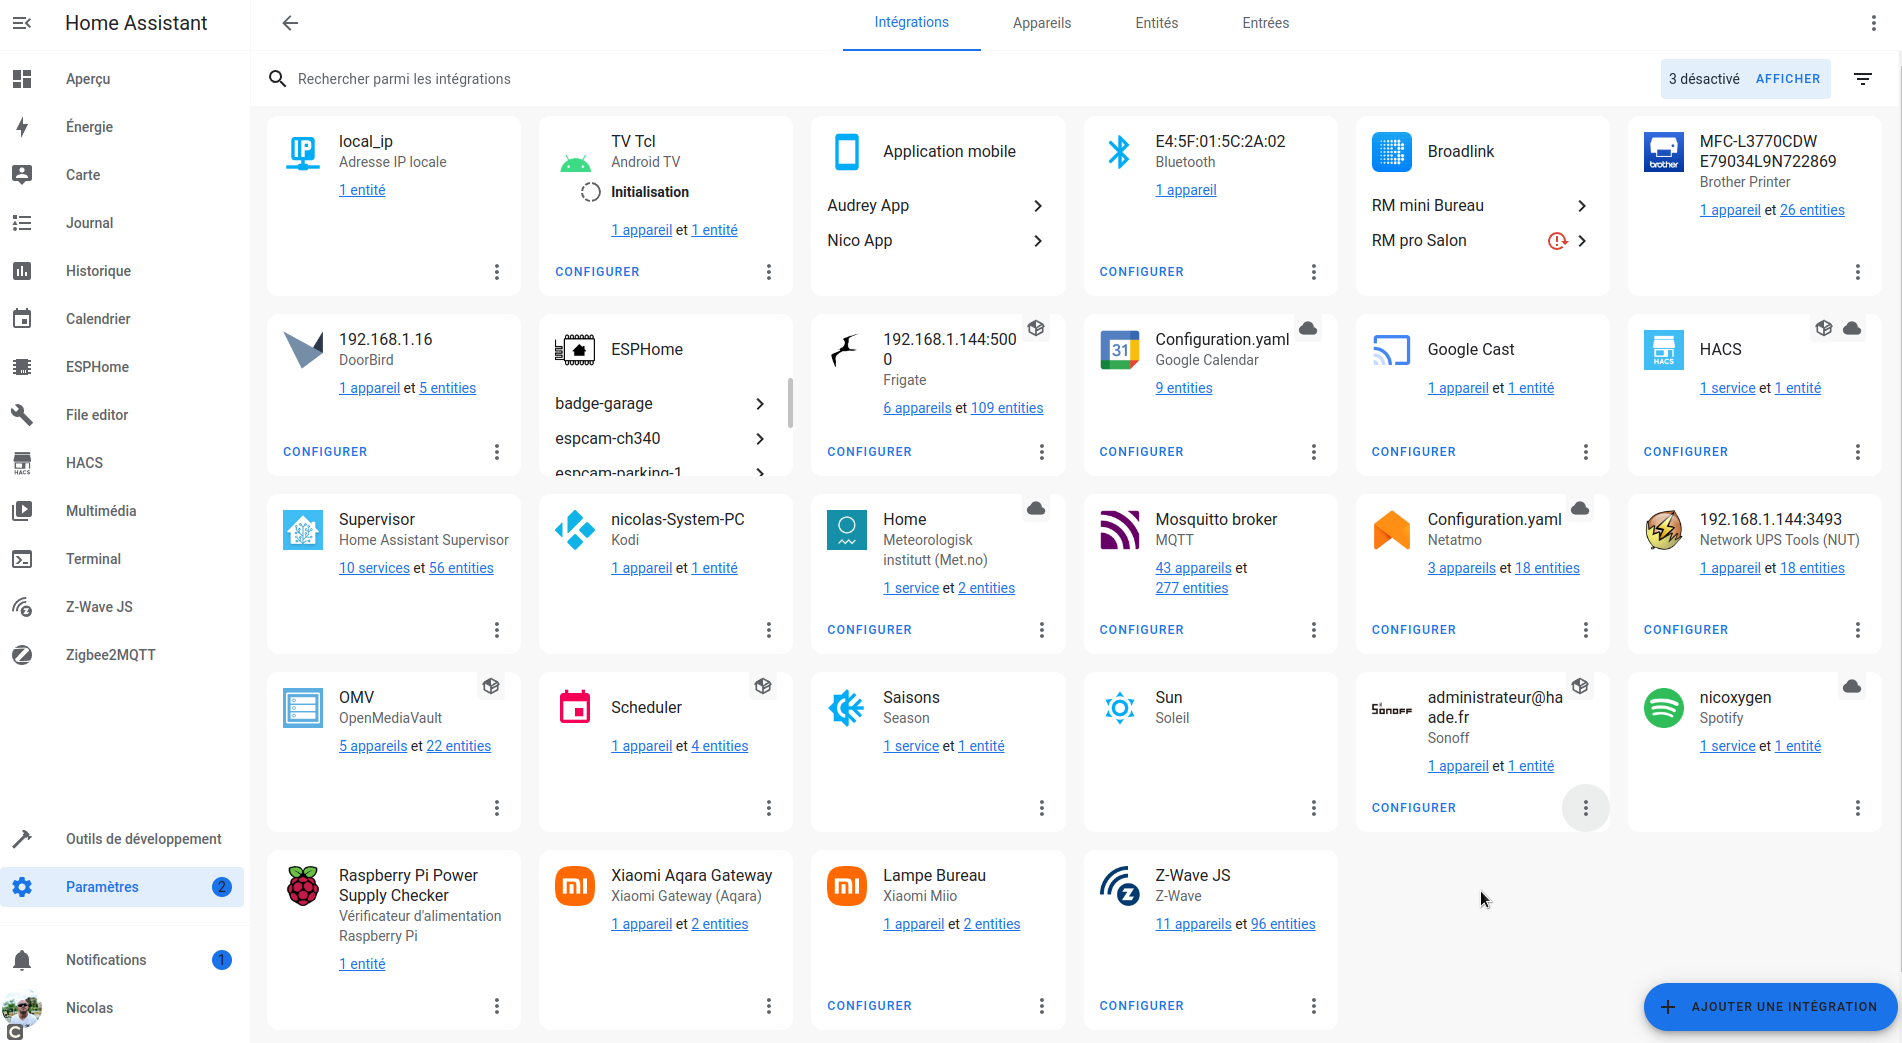 Home Assistant
Intégrations
Appareils
Entités
Entrées
Rechercher parmi les intégrations
3 désactivé
AFFICHER
Aperçu
Énergie
Carte
Journal
Historique
Calendrier
ESPHome
File editor
HACS
HACS
Multimédia
Terminal
Z-Wave JS
Zigbee2MQTT
Outils de développement
Paramètres
2
Notifications
1
Nicolas
IP
local_ip
Adresse IP locale
1 entité
TV Tcl
Android TV
Initialisation
1 appareil et 1 entité
CONFIGURER
Application mobile
Audrey App
Nico App
E4:5F:01:5C:2A:02
Bluetooth
1 appareil
CONFIGURER
Broadlink
RM mini Bureau
RM pro Salon
brother
MFC-L3770CDW
E79034L9N722869
Brother Printer
1 appareil et 26 entities
192.168.1.16
DoorBird
1 appareil et 5 entities
CONFIGURER
ESPHome
badge-garage
espcam-ch340
espcam-parking-1
192.168.1.144:500
0
Frigate
6 appareils et 109 entities
CONFIGURER
31
Configuration.yaml
Google Calendar
9 entities
CONFIGURER
Google Cast
1 appareil et 1 entité
CONFIGURER
HACS
HACS
1 service et 1 entité
CONFIGURER
Supervisor
Home Assistant Supervisor
10 services et 56 entities
nicolas-System-PC
Kodi
1 appareil et 1 entité
Home
Meteorologisk
institutt (Met.no)
1 service et 2 entities
CONFIGURER
Mosquitto broker
MQTT
43 appareils et
277 entities
CONFIGURER
Configuration.yaml
Netatmo
3 appareils et 18 entities
CONFIGURER
192.168.1.144:3493
Network UPS Tools (NUT)
1 appareil et 18 entities
CONFIGURER
OMV
OpenMediaVault
5 appareils et 22 entities
Scheduler
1 appareil et 4 entities
Saisons
Season
1 service et 1 entité
Sun
Soleil
SONOFF
administrateur@ha
ade.fr
Sonoff
1 appareil et 1 entité
CONFIGURER
nicoxygen
Spotify
1 service et 1 entité
Raspberry Pi Power
Supply Checker
Vérificateur d'alimentation
Raspberry Pi
1 entité
Xiaomi Aqara Gateway
Xiaomi Gateway (Aqara)
1 appareil et 2 entities
Lampe Bureau
Xiaomi Miio
1 appareil et 2 entities
CONFIGURER
Z-Wave JS
Z-Wave
11 appareils et 96 entities
CONFIGURER
AJOUTER UNE INTÉGRATION